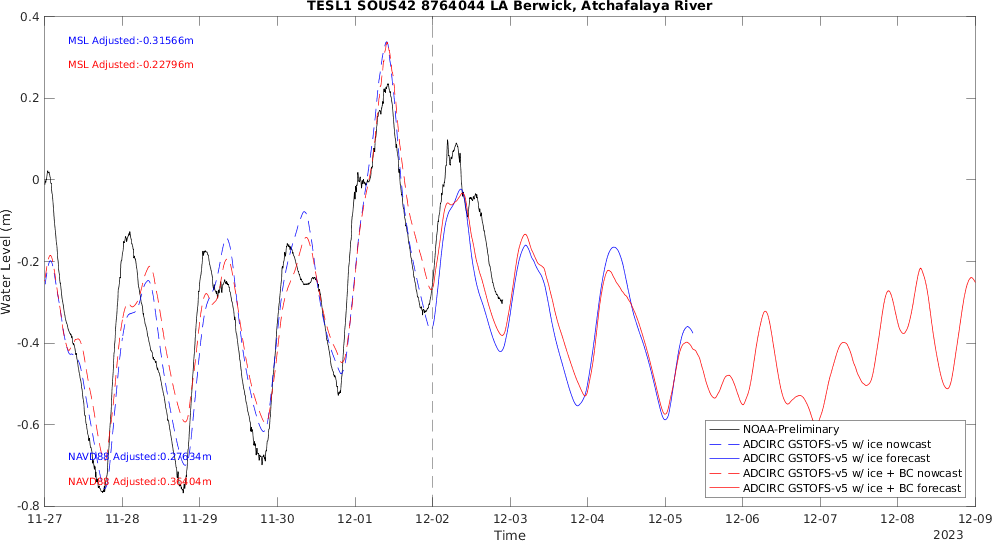 TESL1 SOUS42 8764044 LA Berwick, Atchafalaya River
0.4
MSL Adjusted:-0.31566m
MSL Adjusted:-0.22796m
0.2
0
-0.2
Water Level (m)
-0.4
-0.6
NOAA-Preliminary
ADCIRC GSTOFS-v5 w/ ice nowcast
NAVD88 Adjusted:0.27634m
ADCIRC GSTOFS-v5 w/ ice forecast
ADCIRC GSTOFS-v5 w/ ice + BC nowcast
NAVD88 Adjusted:0.36404m
ADCIRC GSTOFS-v5 w/ ice + BC forecast
-0.8
11-27 11-28 11-29 11-30 12-01 12-02 12-03 12-04 12-05 12-06 12-07 12-08 12-09
Time
2023